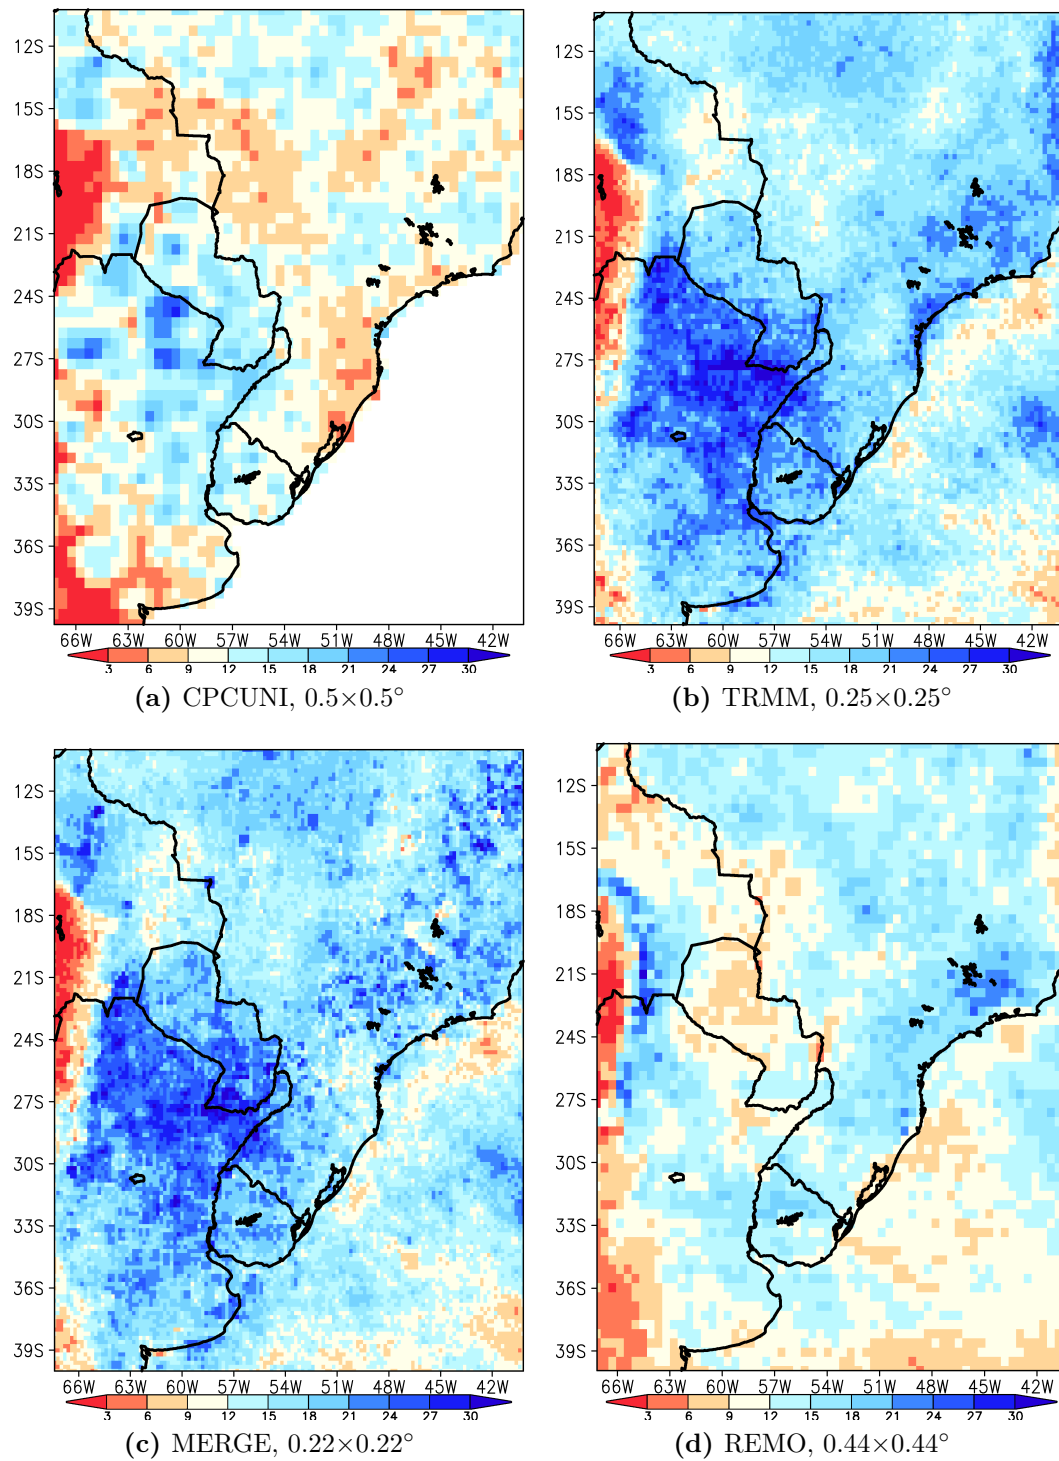 12S
15S
18S
21S
24S
27S
30S
33S
36S
39S
66W 63W 60W 57W 54W 51W 48W 45W 42W
3 6 9 12 15 18 21 24 27 30
(a) CPCUNI, 0.5×0.5°
12S
15S
18S
21S
24S
27S
30S
33S
36S
39S
66W 63W 60W 57W 54W 51W 48W 45W 42W
3 6 9 12 15 18 21 24 27 30
(b) TRMM, 0.25×0.25°
12S
15S
18S
21S
24S
27S
30S
33S
36S
39S
66W 63W 60W 57W 54W 51W 48W 45W 42W
3 6 9 12 15 18 21 24 27 30
(c) MERGE, 0.22×0.22°
12S
15S
18S
21S
24S
27S
30S
33S
36S
39S
66W 63W 60W 57W 54W 51W 48W 45W 42W
3 6 9 12 15 18 21 24 27 30
(d) REMO, 0.44×0.44°